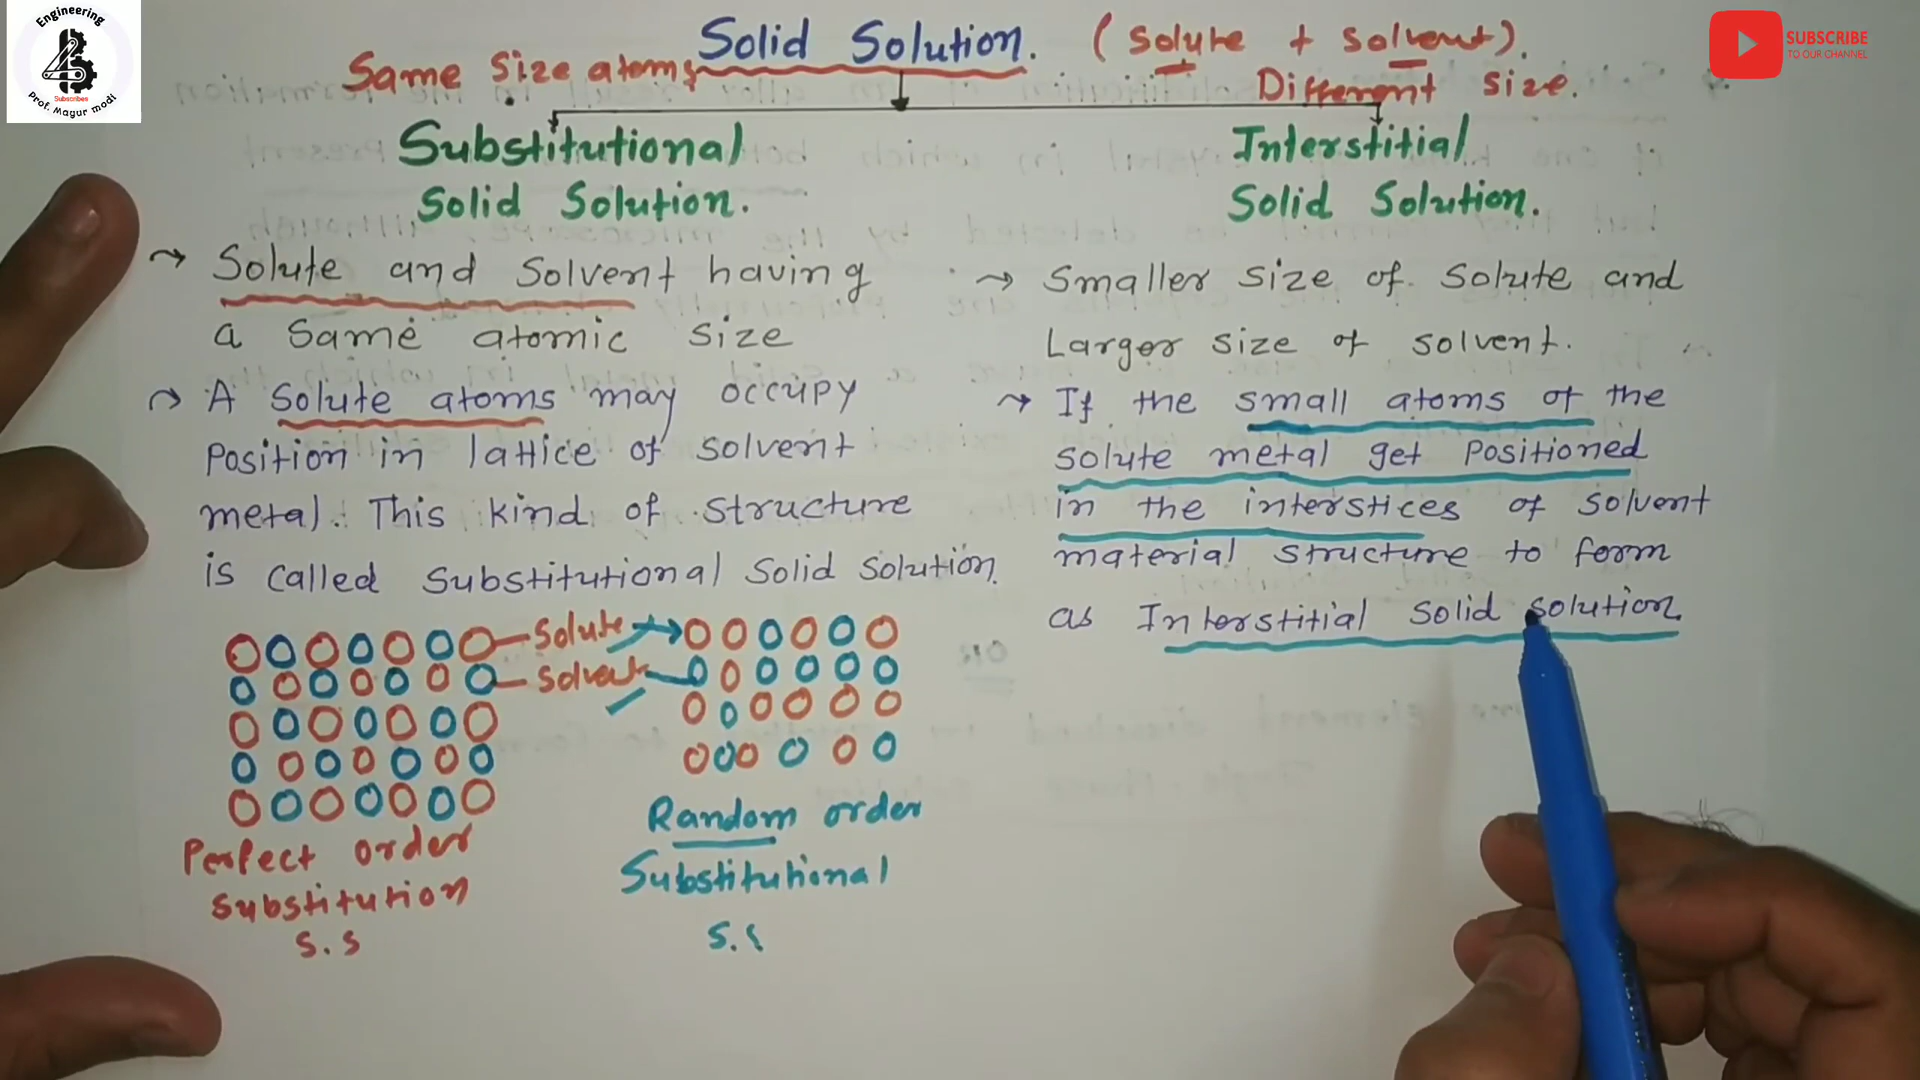 Engineering
Subscribes
Prof. Mayur modi
SUBSCRIBE
TO OUR CHANNEL
Solid Solution. (Solute + Solvent).
Same Size atoms
Different Size.
Substitutional
Solid Solution.
Interstitial
Solid Solution.
→ Solute and Solvent having
a Same atomic size
→ A Solute atoms may occupy
Position in lattice of solvent
metal. This kind of structure
is called Substitutional Solid Solution.
→ Smaller size of Solute and
Larger size of solvent.
→ If the small atoms of the
solute metal get Positioned
in the interstices of solvent
material structure to form
as Interstitial Solid Solution.
Solute
Solvent
Perfect order
Substitution
S.S
Random order
Substitutional
S.S
OR